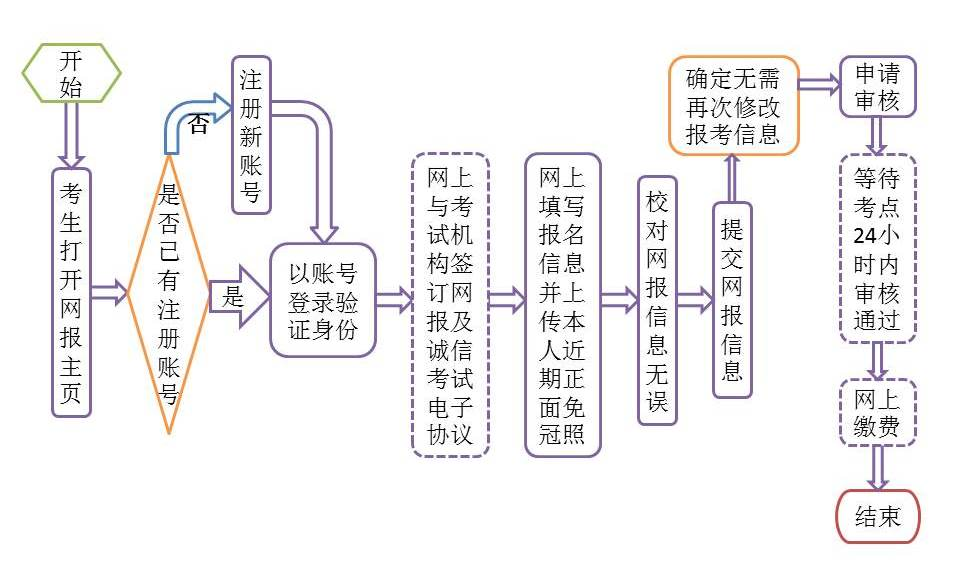 开
始
考
生
打
开
网
报
主
页
是
否
已
有
注
册
账
号
否
注
册
新
账
号
是
以账号
登录验
证身份
网上
与考
试机
构签
订网
报及
诚信
考试
电子
协议
网上
填写
报名
信息
并上
传本
人近
期正
面免
冠照
校
对
网
报
信
息
无
误
提
交
网
报
信
息
确定无需
再次修改
报考信息
申请
审核
等待
考点
24小
时内
审核
通过
网上
缴费
结束